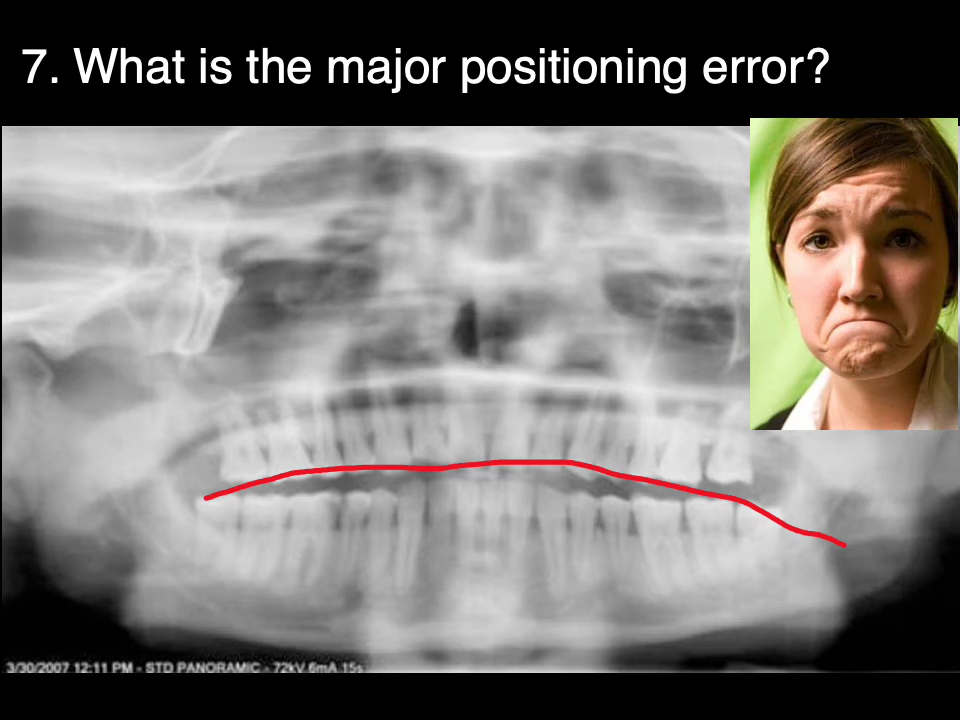 7. What is the major positioning error?
3/30/2007 12:11 PM - STD PANORAMIC - 72kV 6mA 15s